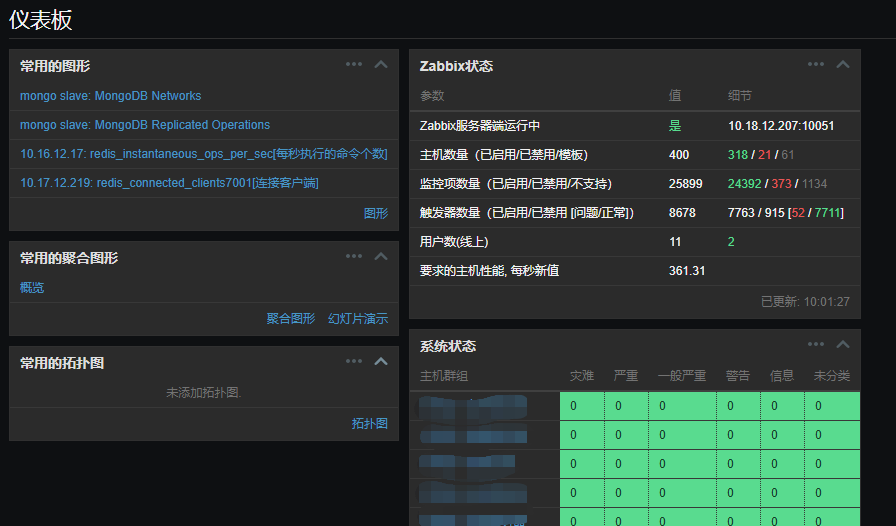 仪表板
常用的图形
mongo slave: MongoDB Networks
mongo slave: MongoDB Replicated Operations
10.16.12.17: redis_instantaneous_ops_per_sec[每秒执行的命令个数]
10.17.12.219: redis_connected_clients7001[连接客户端]
图形
常用的聚合图形
概览
聚合图形 幻灯片演示
常用的拓扑图
未添加拓扑图.
拓扑图
Zabbix状态
参数 值 细节
Zabbix服务器端运行中 是 10.18.12.207:10051
主机数量（已启用/已禁用/模板） 400 318 / 21 / 61
监控项数量（已启用/已禁用/不支持） 25899 24392 / 373 / 1134
触发器数量（已启用/已禁用 [问题/正常]） 8678 7763 / 915 [52 / 7711]
用户数(线上) 11 2
要求的主机性能, 每秒新值 361.31
已更新: 10:01:27
系统状态
主机群组 灾难 严重 一般严重 警告 信息 未分类
0 0 0 0 0 0
0 0 0 0 0 0
0 0 0 0 0 0
0 0 0 0 0 0
0 0 0 0 0 0